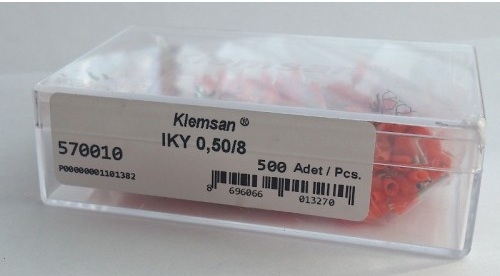 Klemsan ®
IKY 0,50/8
570010
500 Adet / Pcs.
P00000001101382
8 696066 013270